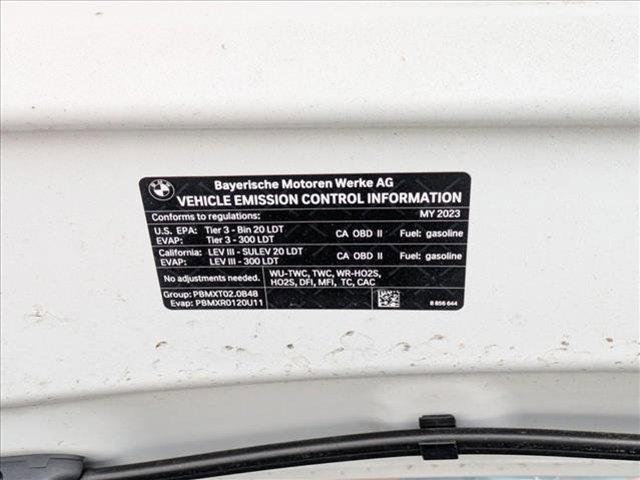 BMW
Bayerische Motoren Werke AG
VEHICLE EMISSION CONTROL INFORMATION
Conforms to regulations: MY 2023
U.S. EPA: Tier 3 - Bin 20 LDT CA OBD II Fuel: gasoline
EVAP: Tier 3 - 300 LDT
California: LEV III - SULEV 20 LDT CA OBD II Fuel: gasoline
EVAP: LEV III - 300 LDT
No adjustments needed. WU-TWC, TWC, WR-HO2S,
HO2S, DFI, MFI, TC, CAC
Group: PBMXT02.0B4B
Evap: PBMXR0120U11 8 856 644